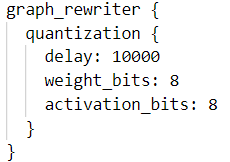 graph_rewriter {
  quantization {
    delay: 10000
    weight_bits: 8
    activation_bits: 8
  }
}